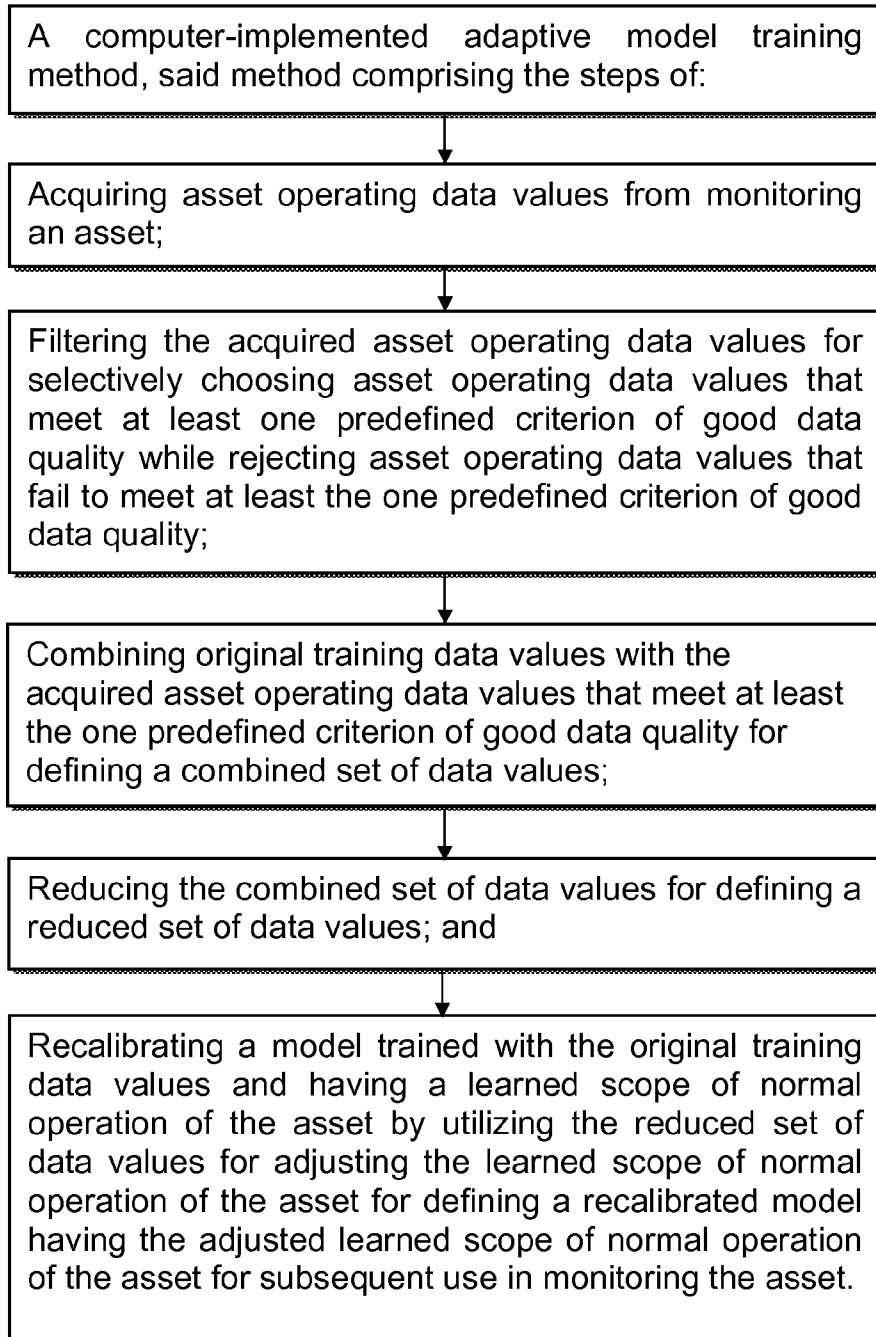 A computer-implemented adaptive model training
method, said method comprising the steps of:
Acquiring asset operating data values from monitoring
an asset;
Filtering the acquired asset operating data values for
selectively choosing asset operating data values that
meet at least one predefined criterion of good data
quality while rejecting asset operating data values that
fail to meet at least the one predefined criterion of good
data quality;
Combining original training data values with the
acquired asset operating data values that meet at least
the one predefined criterion of good data quality for
defining a combined set of data values;
Reducing the combined set of data values for defining a
reduced set of data values; and
Recalibrating a model trained with the original training
data values and having a learned scope of normal
operation of the asset by utilizing the reduced set of
data values for adjusting the learned scope of normal
operation of the asset for defining a recalibrated model
having the adjusted learned scope of normal operation
of the asset for subsequent use in monitoring the asset.